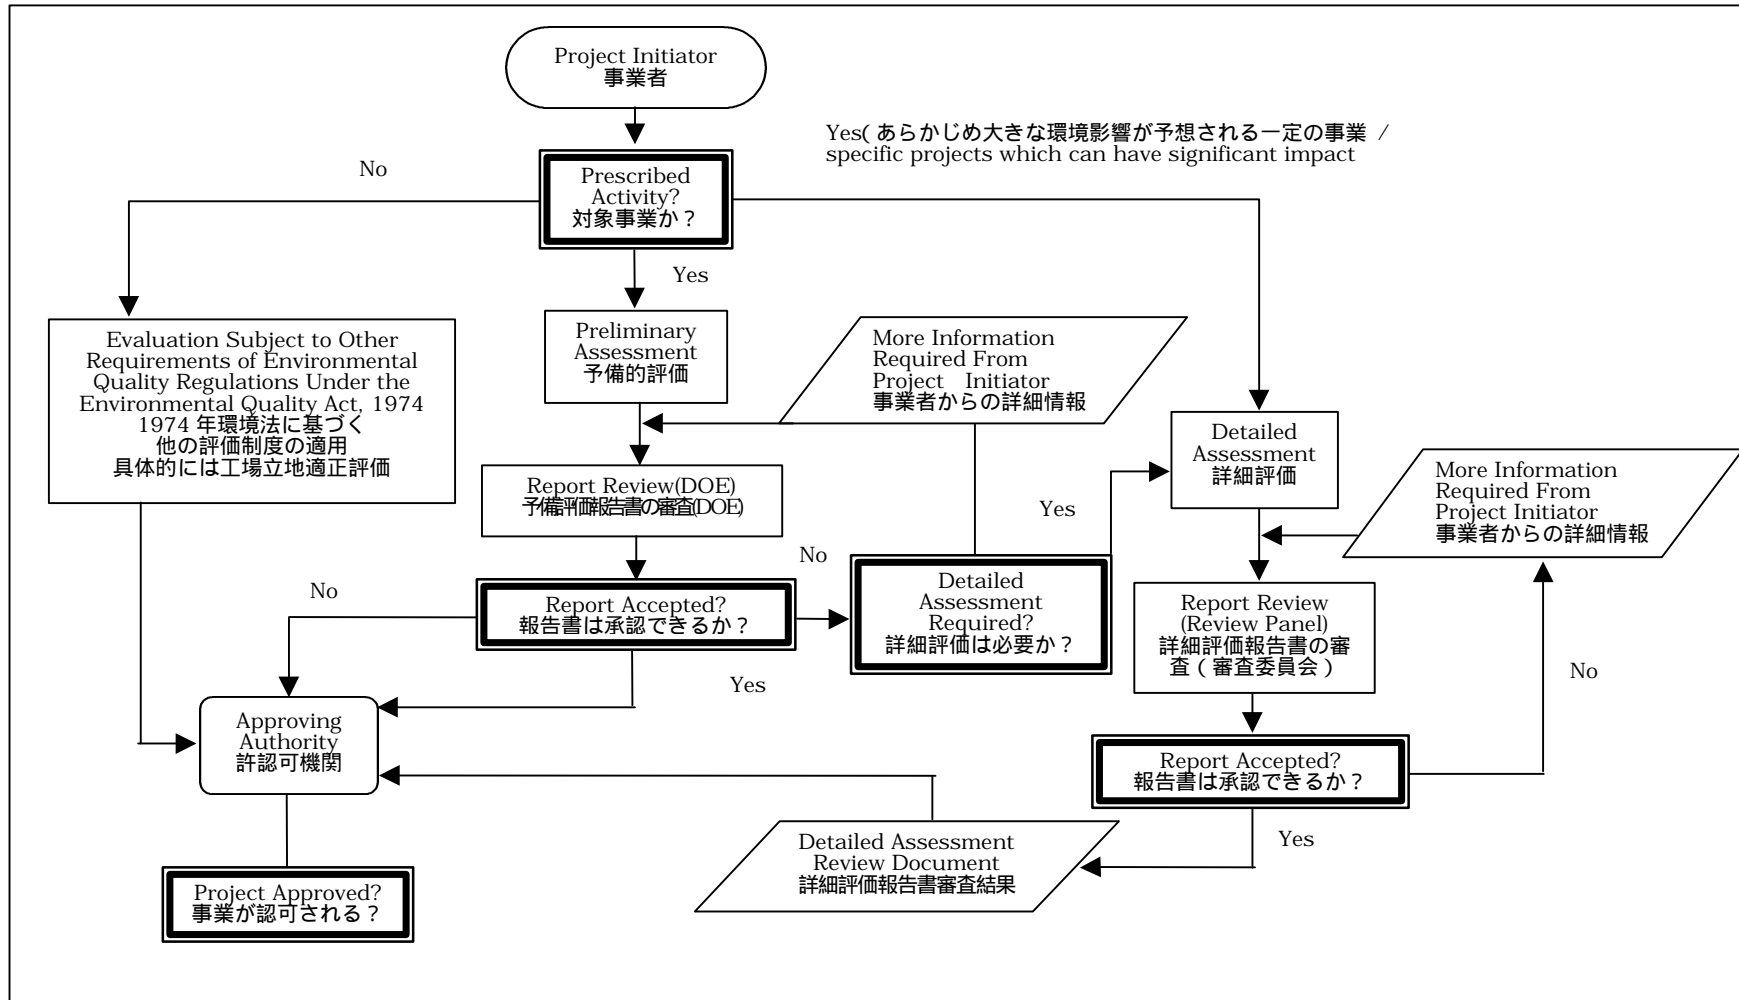 Project Initiator
事業者
Yes( あらかじめ大きな環境影響が予想される一定の事業 /
specific projects which can have significant impact
No
Prescribed
Activity?
対象事業か？
Yes
Evaluation Subject to Other
Requirements of Environmental
Quality Regulations Under the
Environmental Quality Act, 1974
1974 年環境法に基づく
他の評価制度の適用
具体的には工場立地適正評価
Preliminary
Assessment
予備的評価
More Information
Required From
Project Initiator
事業者からの詳細情報
Detailed
Assessment
詳細評価
More Information
Required From
Project Initiator
事業者からの詳細情報
Report Review(DOE)
予備評価報告書の審査(DOE)
Yes
No
Detailed
Assessment
Required?
詳細評価は必要か？
No
Report Accepted?
報告書は承認できるか？
Yes
Report Review
(Review Panel)
詳細評価報告書の審
査（審査委員会）
No
Approving
Authority
許認可機関
Report Accepted?
報告書は承認できるか？
Yes
Detailed Assessment
Review Document
詳細評価報告書審査結果
Project Approved?
事業が認可される？